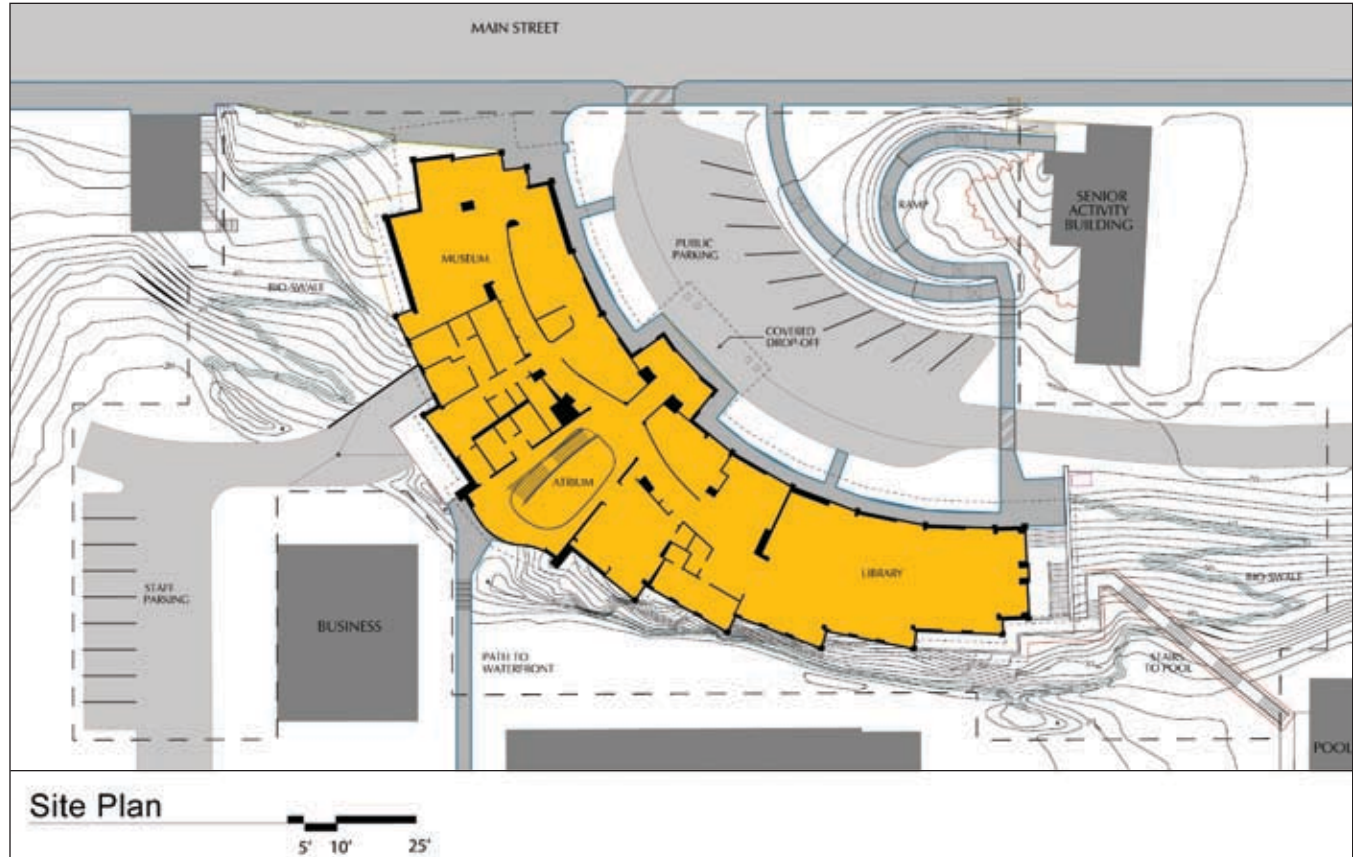 MAIN STREET
SENIOR
ACTIVITY
BUILDING
RAMP
PUBLIC
PARKING
MUSEUM
BIO-SWALE
COVERED
DROP-OFF
ATRIUM
LIBRARY
BIO-SWALE
STAFF
PARKING
BUSINESS
PATH TO
WATERFRONT
STAIRS
TO POOL
POOL
Site Plan
5' 10' 25'